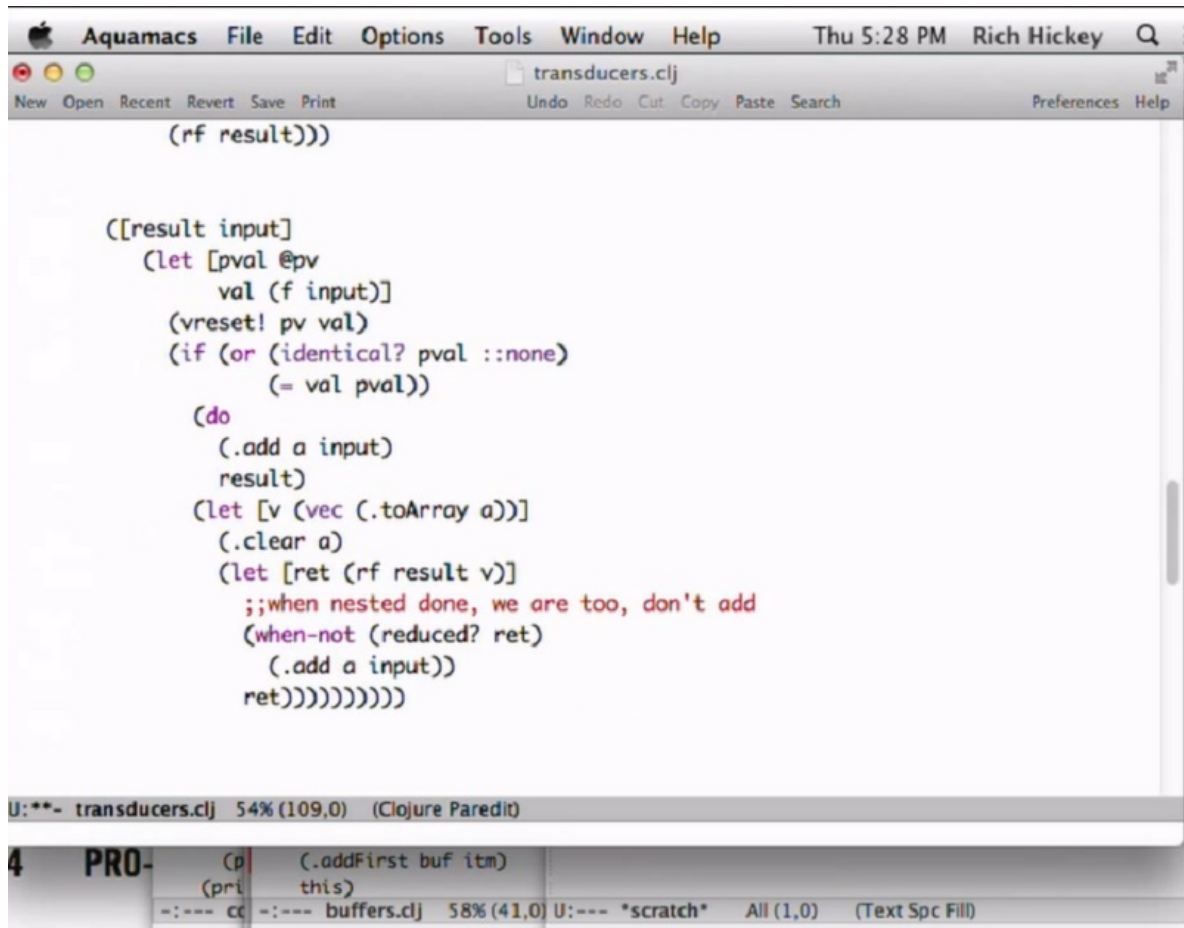 Aquamacs File Edit Options Tools Window Help Thu 5:28 PM Rich Hickey
transducers.clj
New Open Recent Revert Save Print Undo Redo Cut Copy Paste Search Preferences Help
(rf result)))
([result input]
(let [pval @pv
val (f input)]
(vreset! pv val)
(if (or (identical? pval ::none)
(= val pval))
(do
(.add a input)
result)
(let [v (vec (.toArray a))]
(.clear a)
(let [ret (rf result v)]
;;when nested done, we are too, don't add
(when-not (reduced? ret)
(.add a input))
ret))))))))))
U:**- transducers.clj 54% (109,0) (Clojure Paredit)
4 PRO- (p (.addFirst buf itm)
(pri this)
-:--- cc -:--- buffers.clj 58% (41,0) U:--- *scratch* All (1,0) (Text Spc Fill)